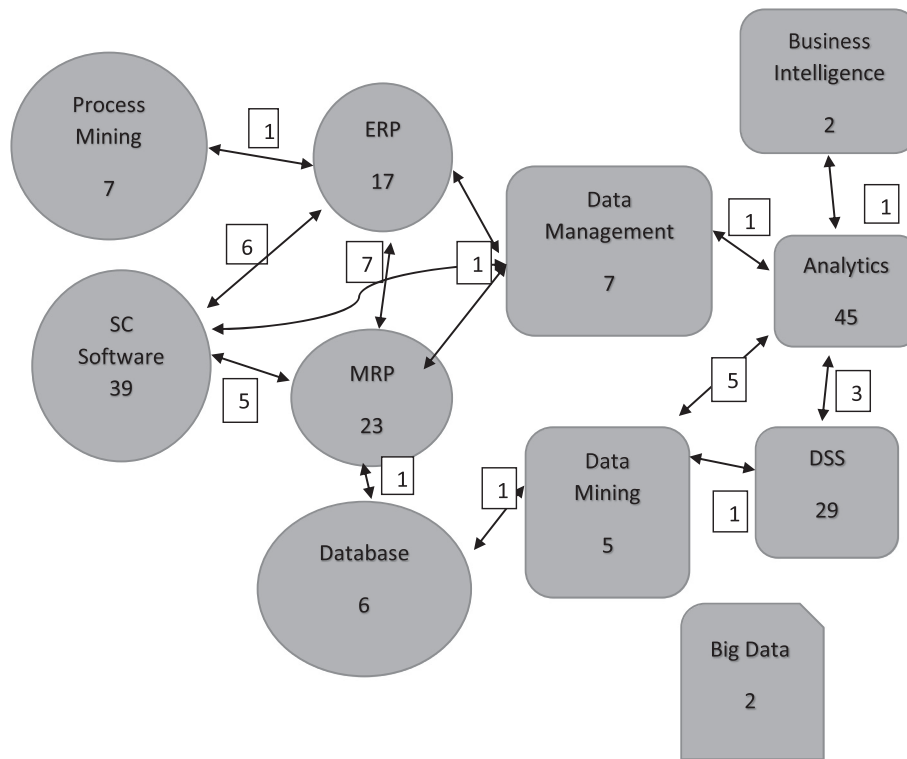 Business
Intelligence
2
Process
Mining
7
1
ERP
17
1
Data
Management
7
1
Analytics
45
6
7
1
SC
Software
39
5
MRP
23
5
3
1
Data
Mining
5
1
DSS
29
1
Database
6
Big Data
2